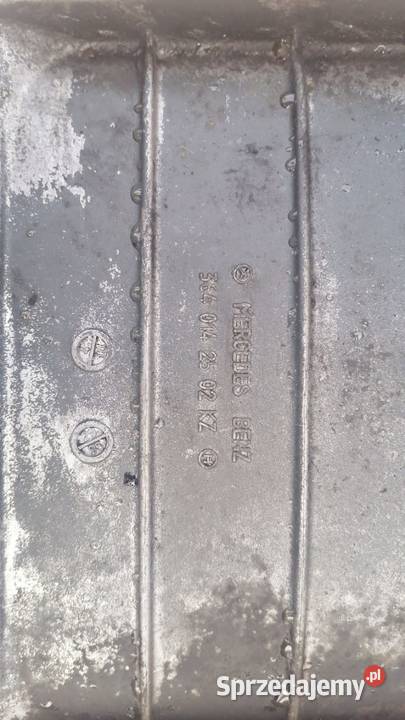 MERCEDES BENZ
364 014 25 02 KZ
Sprzedajemy.pl